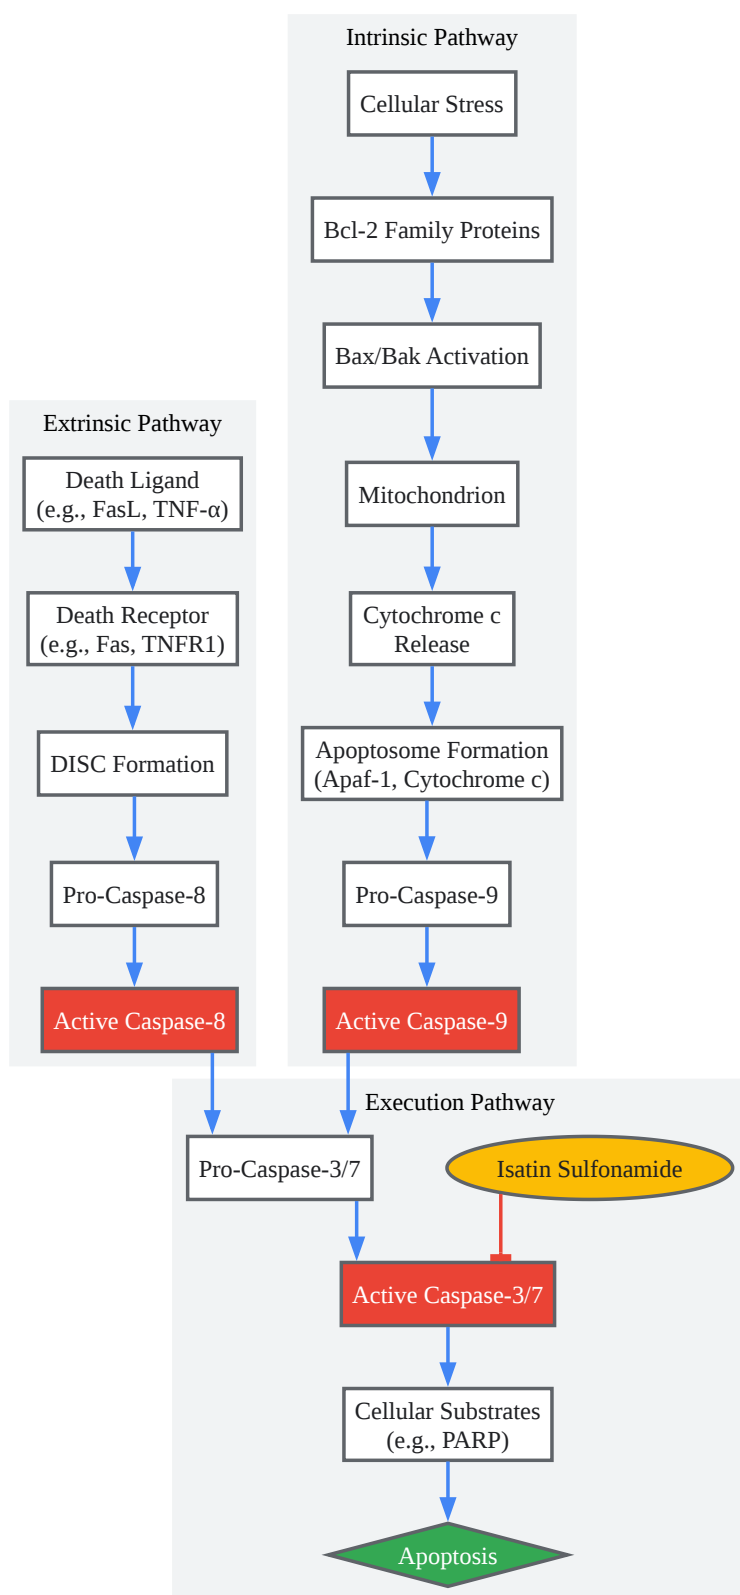 Intrinsic Pathway
Cellular Stress
Bcl-2 Family Proteins
Bax/Bak Activation
Mitochondrion
Cytochrome c
Release
Apoptosome Formation
(Apaf-1, Cytochrome c)
Pro-Caspase-9
Active Caspase-9
Extrinsic Pathway
Death Ligand
(e.g., FasL, TNF-α)
Death Receptor
(e.g., Fas, TNFR1)
DISC Formation
Pro-Caspase-8
Active Caspase-8
Execution Pathway
Pro-Caspase-3/7
Isatin Sulfonamide
Active Caspase-3/7
Cellular Substrates
(e.g., PARP)
Apoptosis